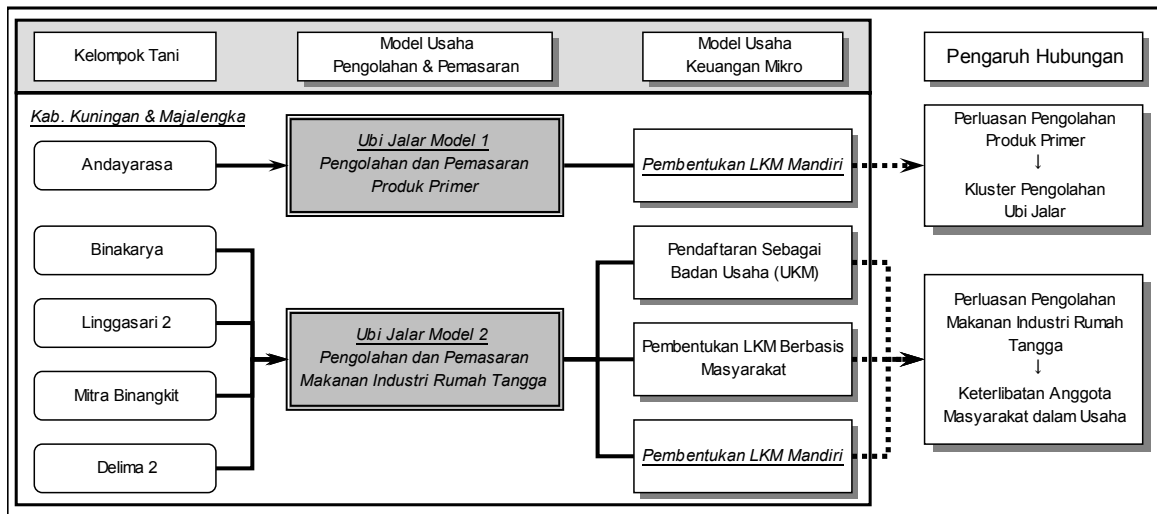 Kelompok Tani
Model Usaha
Pengolahan & Pemasaran
Model Usaha
Keuangan Mikro
Pengaruh Hubungan
Kab. Kuningan & Majalengka
Andayarasa
Ubi Jalar Model 1
Pengolahan dan Pemasaran
Produk Primer
Pembentukan LKM Mandiri
Perluasan Pengolahan
Produk Primer
↓
Kluster Pengolahan
Ubi Jalar
Binakarya
Linggasari 2
Mitra Binangkit
Delima 2
Ubi Jalar Model 2
Pengolahan dan Pemasaran
Makanan Industri Rumah Tangga
Pendaftaran Sebagai
Badan Usaha (UKM)
Pembentukan LKM Berbasis
Masyarakat
Pembentukan LKM Mandiri
Perluasan Pengolahan
Makanan Industri Rumah
Tangga
↓
Keterlibatan Anggota
Masyarakat dalam Usaha